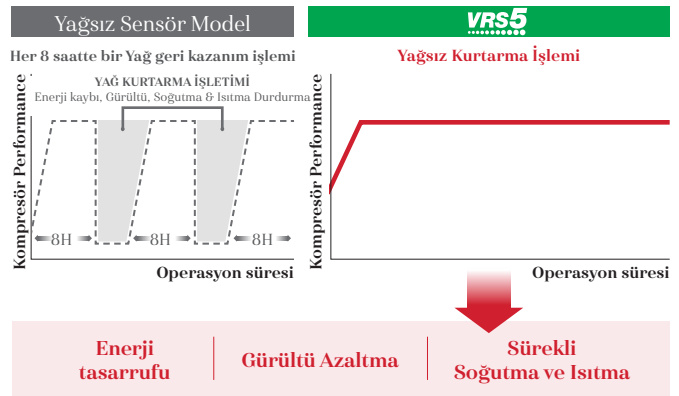 Yağsız Sensör Model
Her 8 saatte bir Yağ geri kazanım işlemi
YAĞ KURTARMA İŞLETİMİ
Enerji kaybı, Gürültü, Soğutma & Isıtma Durdurma
Kompresör Performance
8H
8H
8H
Operasyon süresi
VRS5
Yağsız Kurtarma İşlemi
Kompresör Performance
Operasyon süresi
Enerji
tasarrufu
Gürültü Azaltma
Sürekli
Soğutma ve Isıtma